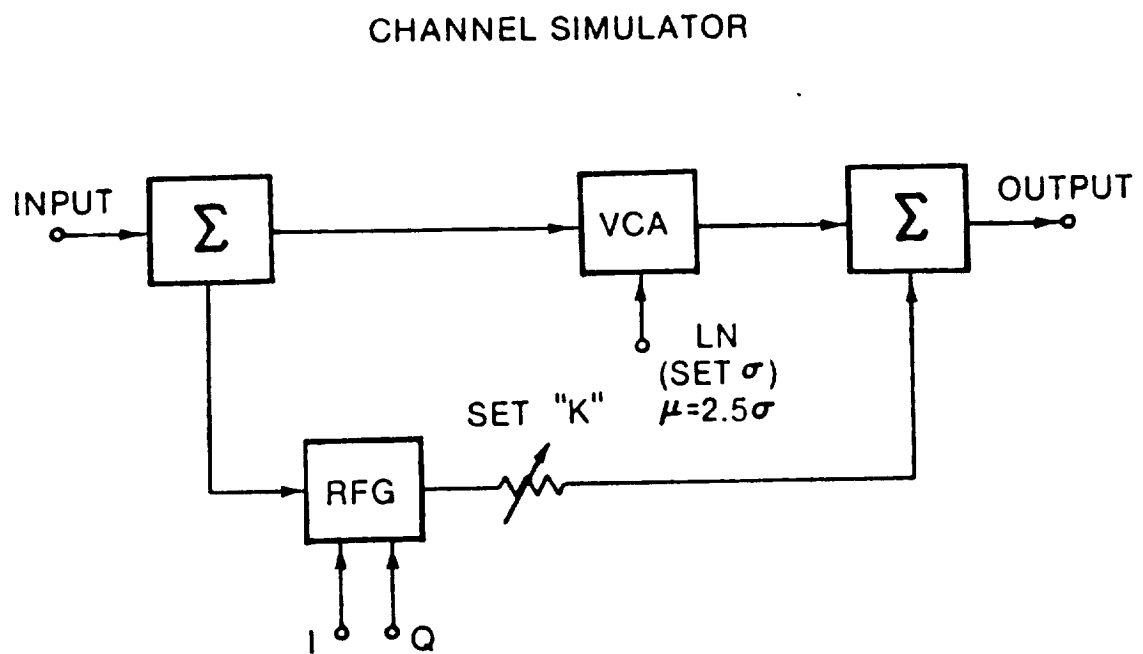 CHANNEL SIMULATOR
INPUT
Σ
VCA
Σ
OUTPUT
LN
(SET σ)
μ=2.5σ
SET "K"
RFG
I
Q